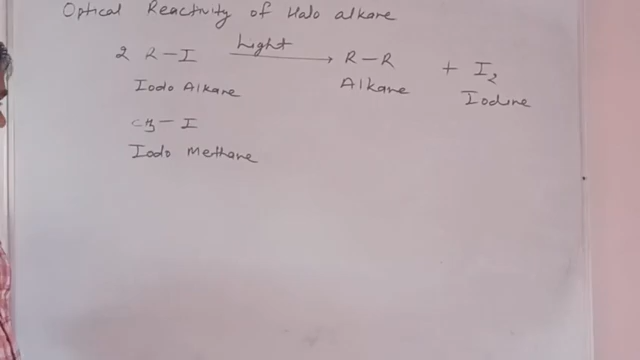 Optical Reactivity of Halo alkane
2 R-I Light → R-R + I2
Iodo Alkane Alkane Iodine
CH3-I
Iodo Methane